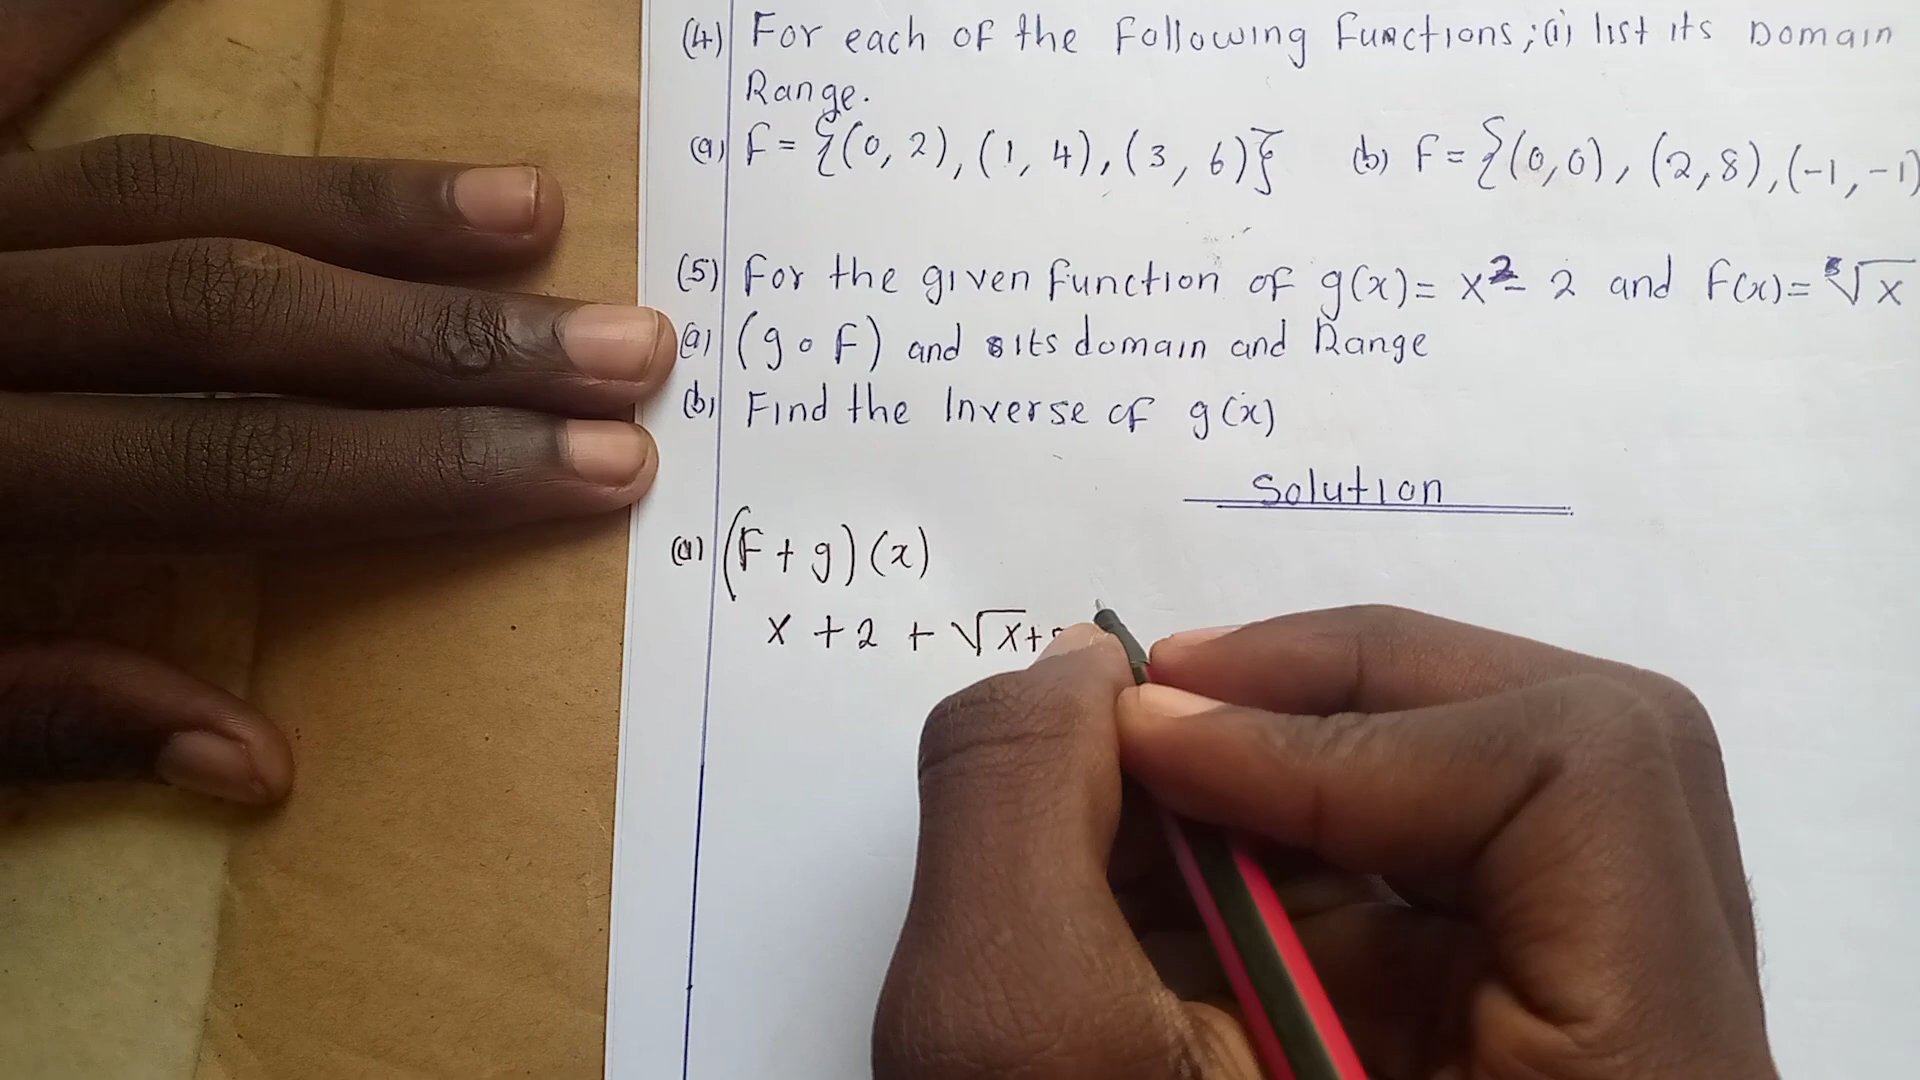 (4) For each of the following functions; (i) list its Domain
Range.
(a) F = {(0, 2), (1, 4), (3, 6)} (b) F = {(0,0), (2,8), (-1,-1)
(5) For the given function of g(x) = x² - 2 and F(x) = ³√x
(a) (g ∘ F) and its domain and Range
(b) Find the Inverse of g(x)
Solution
(a) (F + g)(x)
x + 2 + √x+